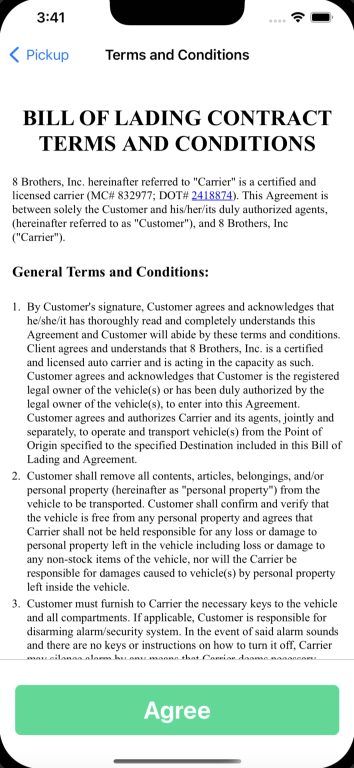 3:41
Pickup
Terms and Conditions
BILL OF LADING CONTRACT
TERMS AND CONDITIONS
8 Brothers, Inc. hereinafter referred to "Carrier" is a certified and
licensed carrier (MC# 832977; DOT# 2418874). This Agreement is
between solely the Customer and his/her/its duly authorized agents,
(hereinafter referred to as "Customer"), and 8 Brothers, Inc
("Carrier").
General Terms and Conditions:
1. By Customer's signature, Customer agrees and acknowledges that
he/she/it has thoroughly read and completely understands this
Agreement and Customer will abide by these terms and conditions.
Client agrees and understands that 8 Brothers, Inc. is a certified
and licensed auto carrier and is acting in the capacity as such.
Customer agrees and acknowledges that Customer is the registered
legal owner of the vehicle(s) or has been duly authorized by the
legal owner of the vehicle(s), to enter into this Agreement.
Customer agrees and authorizes Carrier and its agents, jointly and
separately, to operate and transport vehicle(s) from the Point of
Origin specified to the specified Destination included in this Bill of
Lading and Agreement.
2. Customer shall remove all contents, articles, belongings, and/or
personal property (hereinafter as "personal property") from the
vehicle to be transported. Customer shall confirm and verify that
the vehicle is free from any personal property and agrees that
Carrier shall not be held responsible for any loss or damage to
personal property left in the vehicle including loss or damage to
any non-stock items of the vehicle, nor will the Carrier be
responsible for damages caused to vehicle(s) by personal property
left inside the vehicle.
3. Customer must furnish to Carrier the necessary keys to the vehicle
and all compartments. If applicable, Customer is responsible for
disarming alarm/security system. In the event of said alarm sounds
and there are no keys or instructions on how to turn it off, Carrier
may silence alarm by any means that Carrier deems necessary
Agree